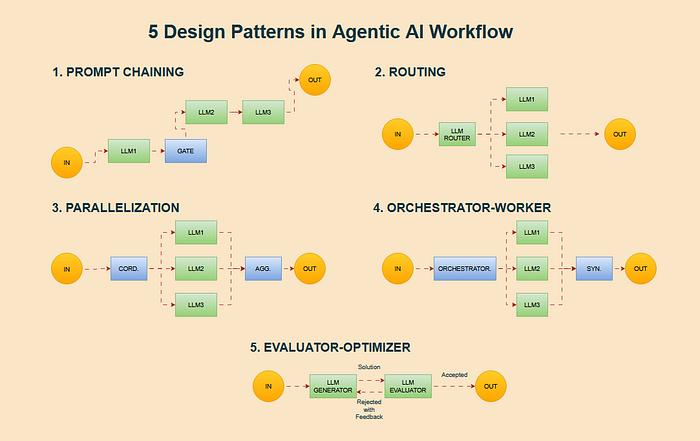 5 Design Patterns in Agentic AI Workflow
1. PROMPT CHAINING
IN
LLM1
GATE
LLM2
LLM3
OUT
2. ROUTING
IN
LLM
ROUTER
LLM1
LLM2
LLM3
OUT
3. PARALLELIZATION
IN
CORD.
LLM1
LLM2
LLM3
AGG.
OUT
4. ORCHESTRATOR-WORKER
IN
ORCHESTRATOR.
LLM1
LLM2
LLM3
SYN.
OUT
5. EVALUATOR-OPTIMIZER
IN
LLM
GENERATOR
Solution
Rejected
with
Feedback
LLM
EVALUATOR
Accepted
OUT